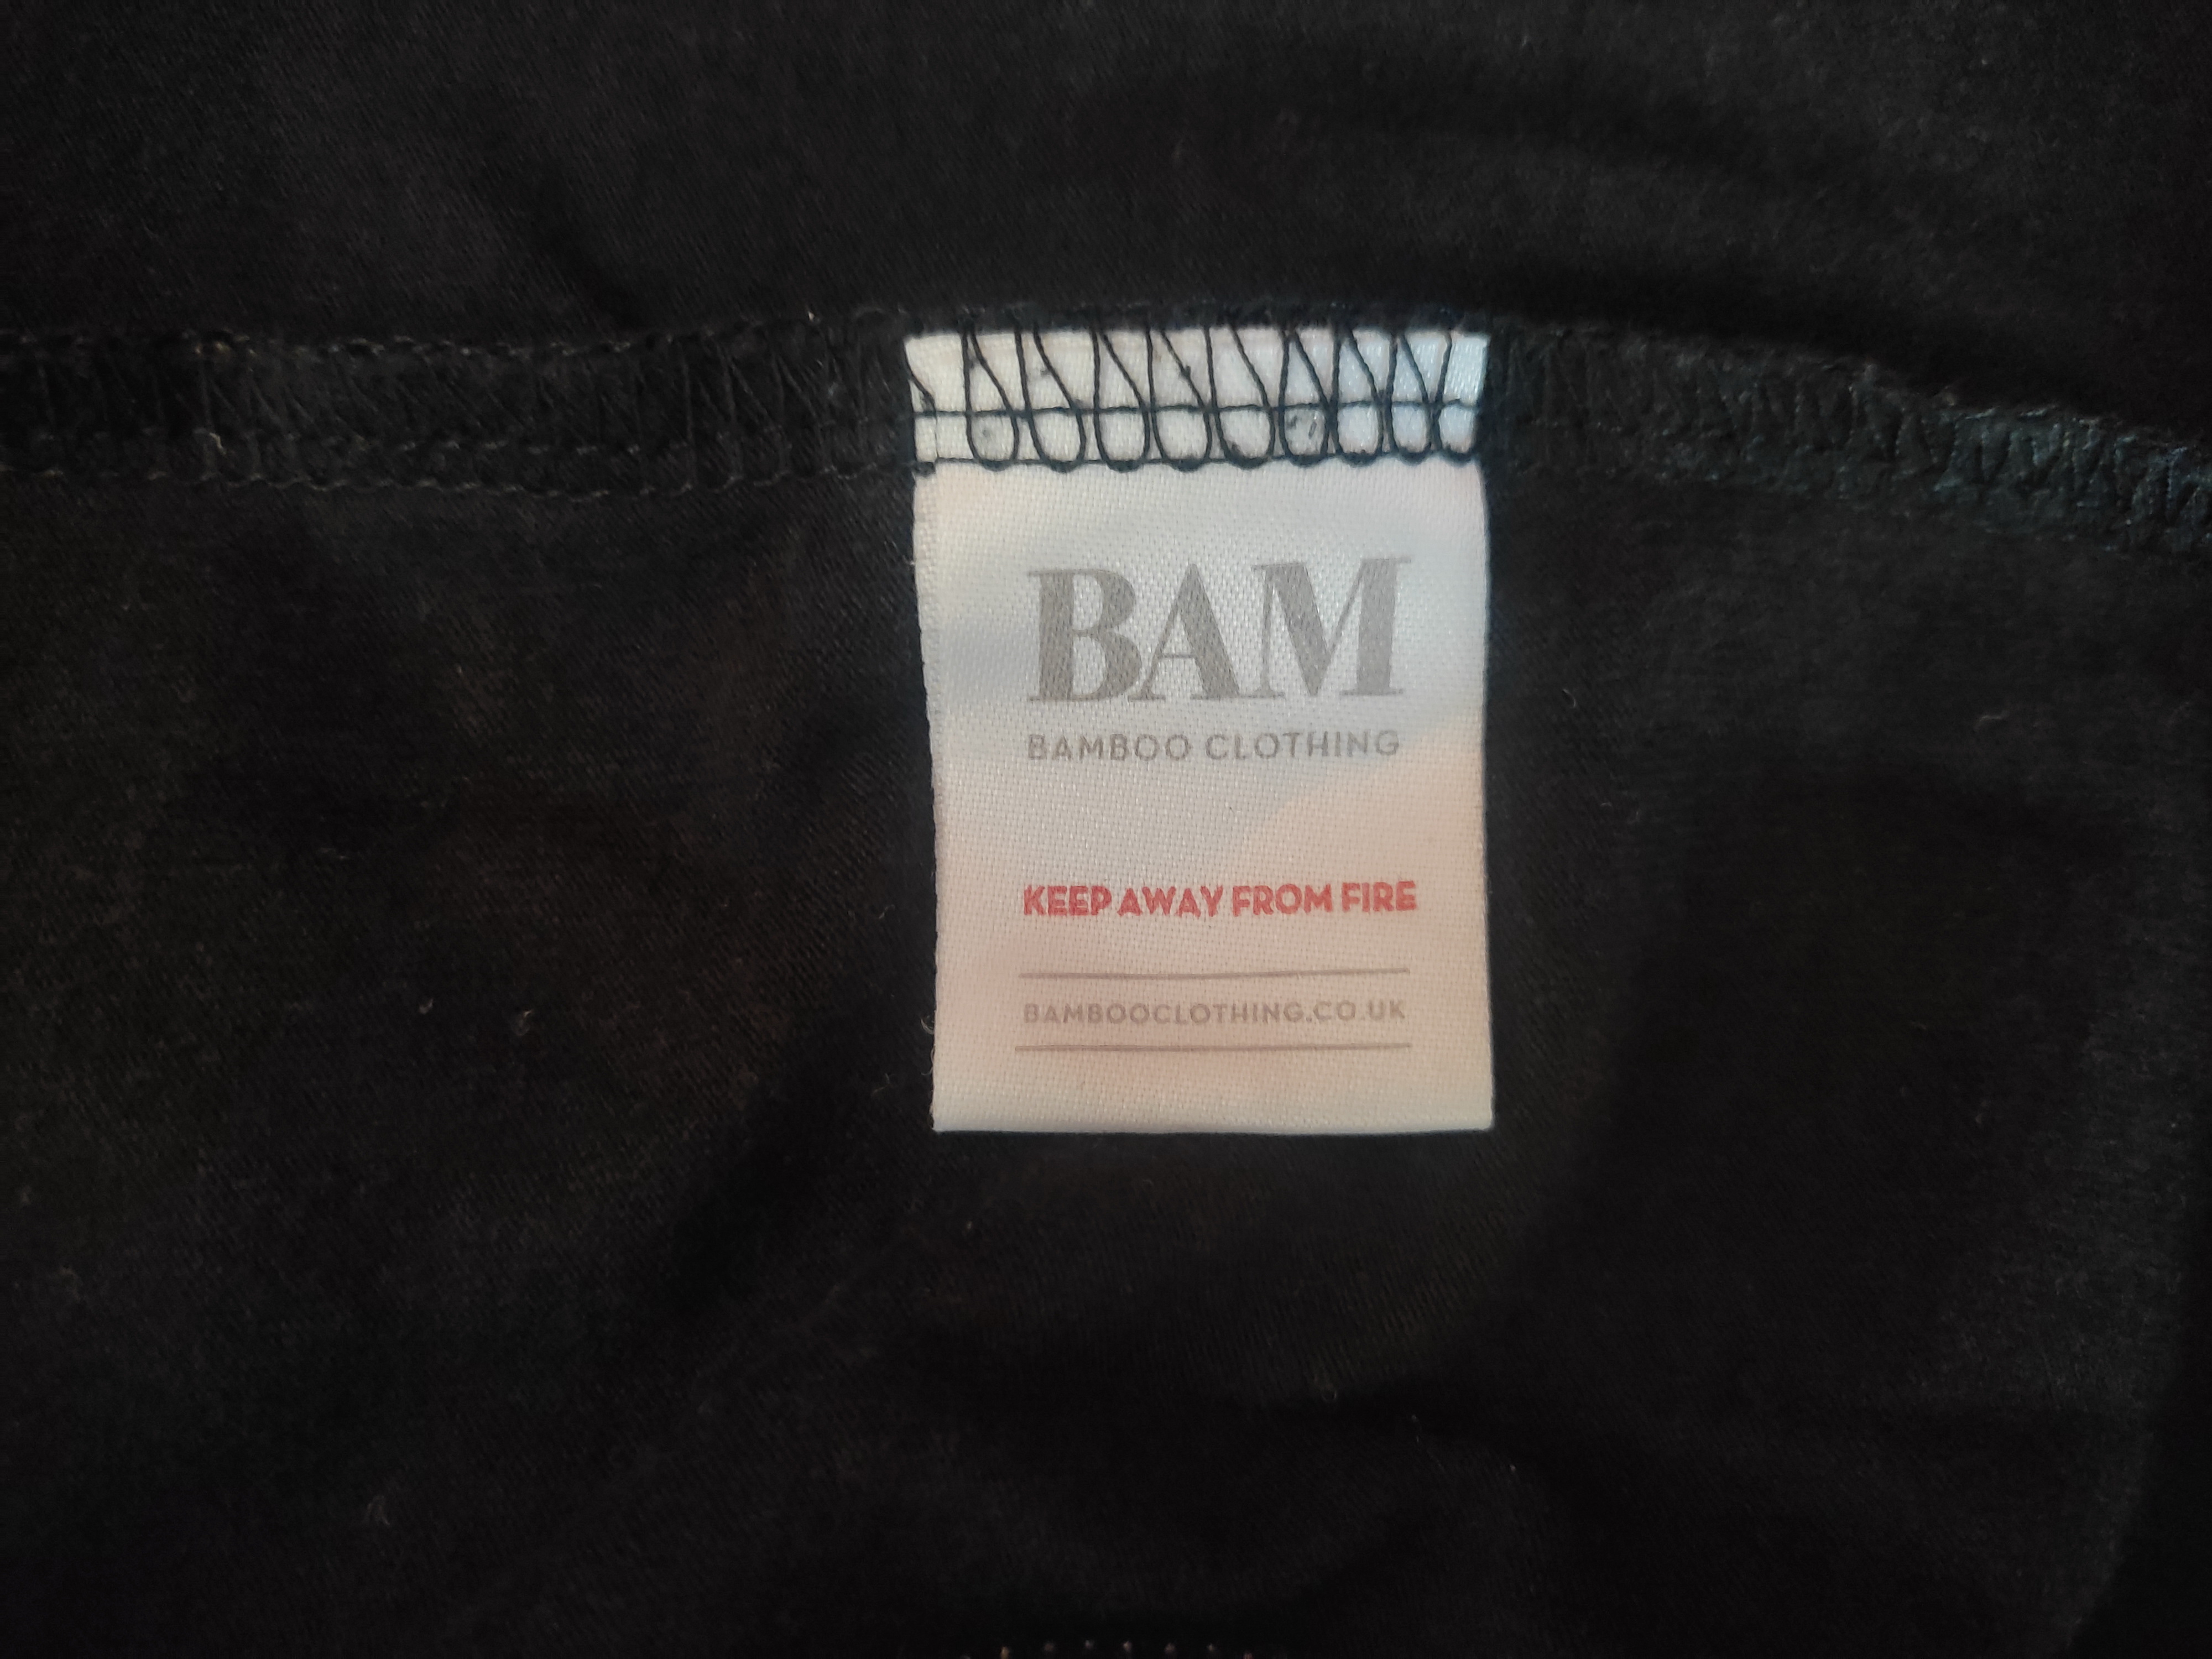 BAM
BAMBOO CLOTHING
KEEP AWAY FROM FIRE
BAMBOOCLOTHING.CO.UK